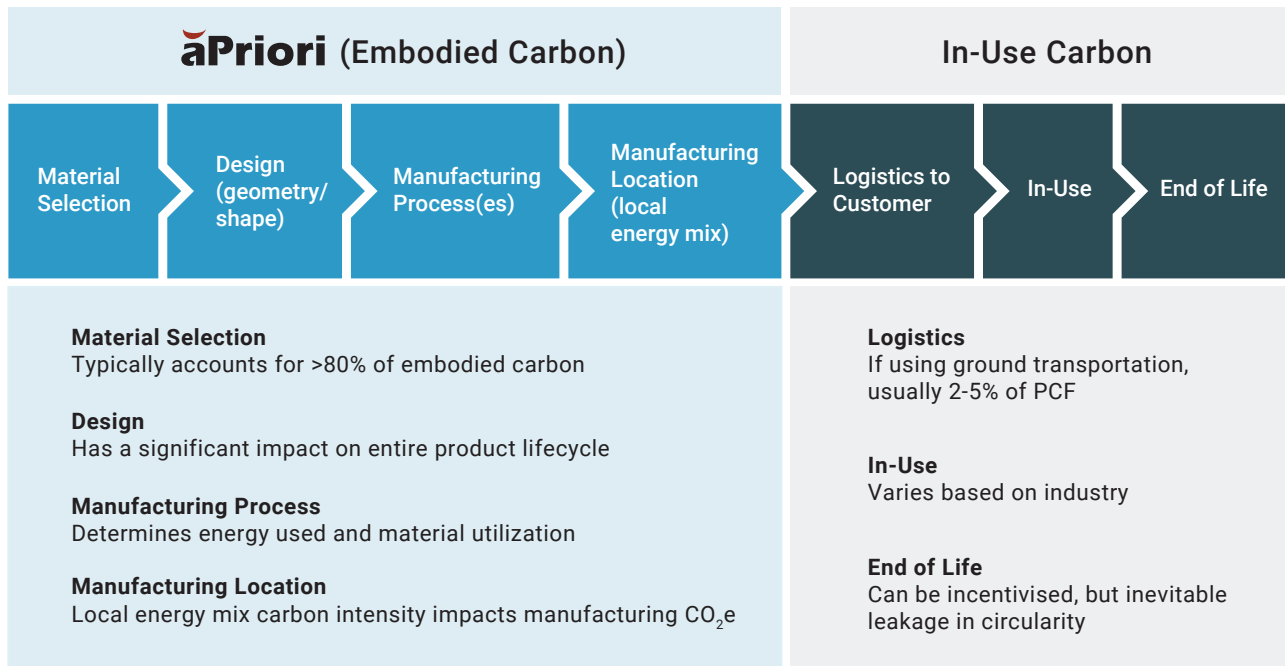 ăPriori (Embodied Carbon)
In-Use Carbon
Material
Selection
Design
(geometry/
shape)
Manufacturing
Process(es)
Manufacturing
Location
(local
energy mix)
Logistics to
Customer
In-Use
End of Life
Material Selection
Typically accounts for >80% of embodied carbon
Design
Has a significant impact on entire product lifecycle
Manufacturing Process
Determines energy used and material utilization
Manufacturing Location
Local energy mix carbon intensity impacts manufacturing CO₂e
Logistics
If using ground transportation,
usually 2-5% of PCF
In-Use
Varies based on industry
End of Life
Can be incentivised, but inevitable
leakage in circularity